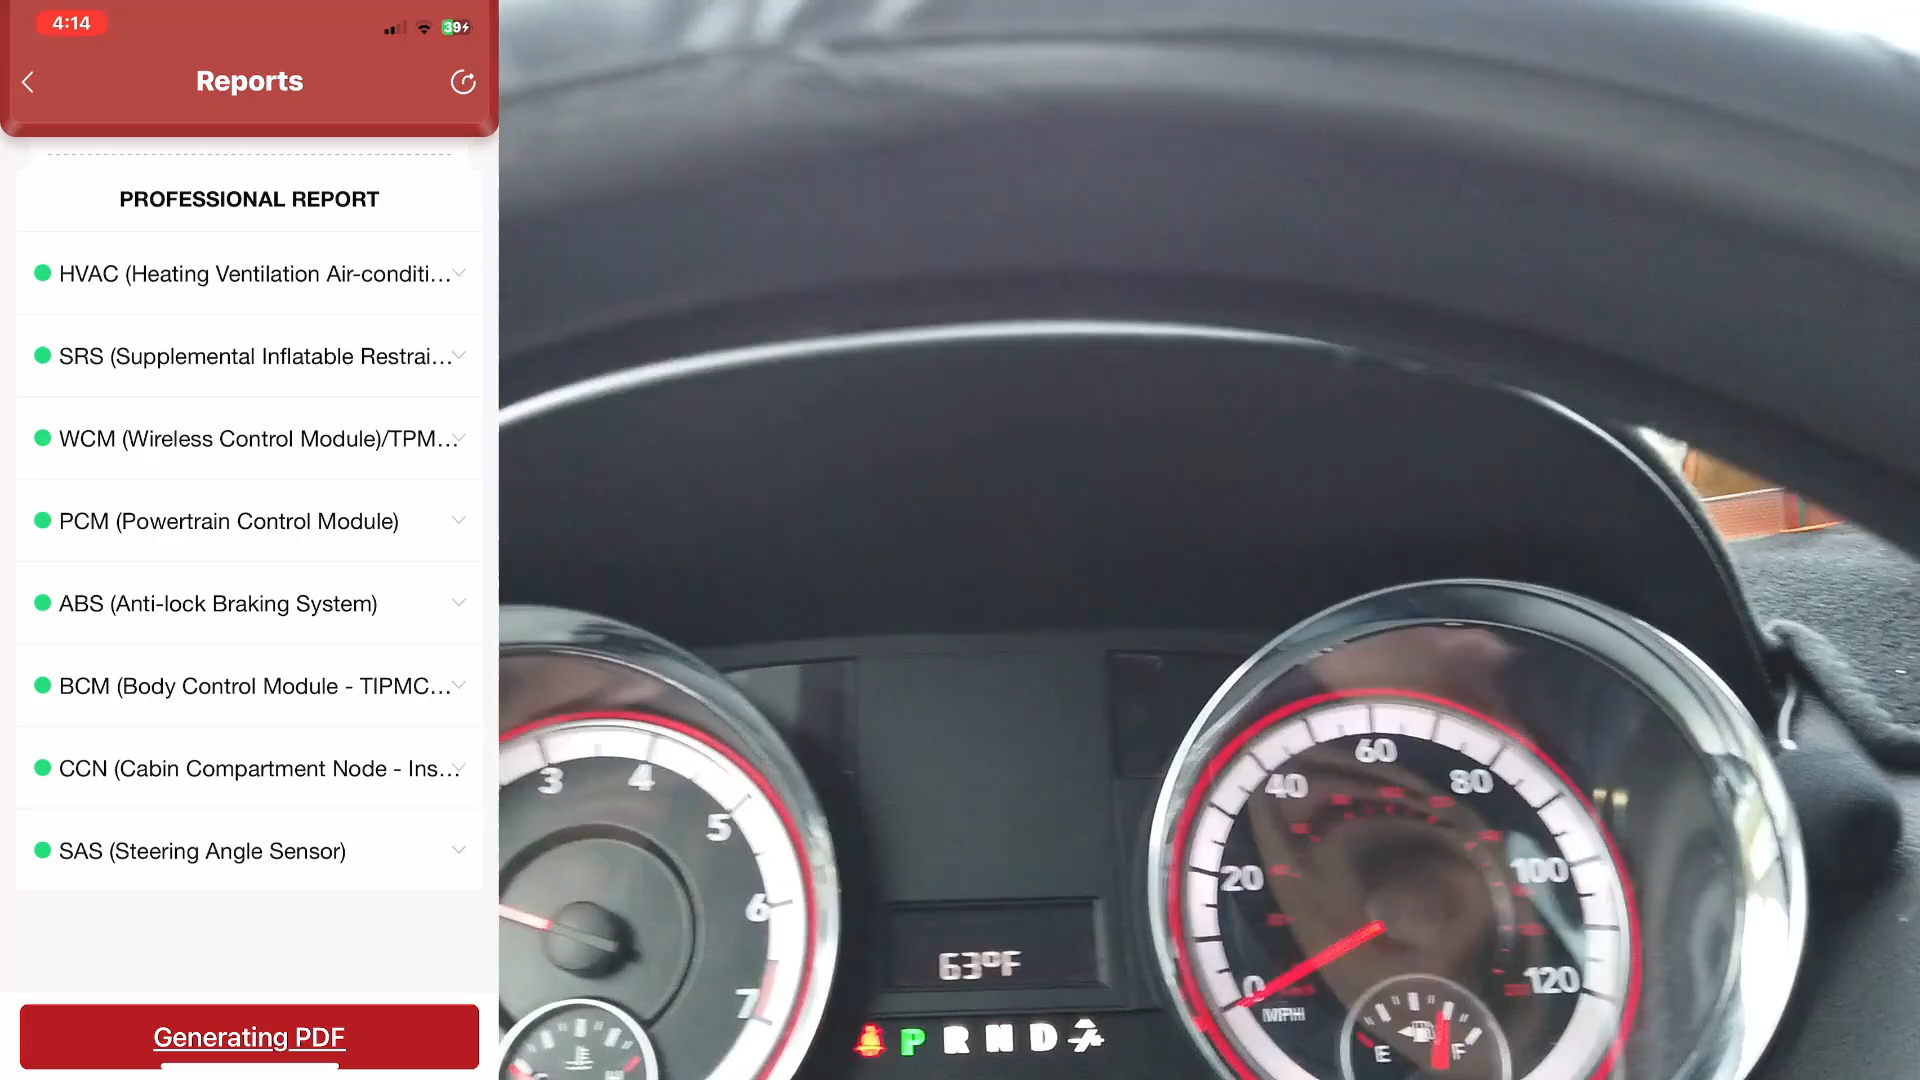 4:14
39
Reports
PROFESSIONAL REPORT
HVAC (Heating Ventilation Air-conditi...
SRS (Supplemental Inflatable Restrai...
WCM (Wireless Control Module)/TPM...
PCM (Powertrain Control Module)
ABS (Anti-lock Braking System)
BCM (Body Control Module - TIPMC...
CCN (Cabin Compartment Node - Ins...
SAS (Steering Angle Sensor)
Generating PDF
3
4
5
6
7
63°F
P R N D
0
20
40
60
80
100
120
MPH
E
F